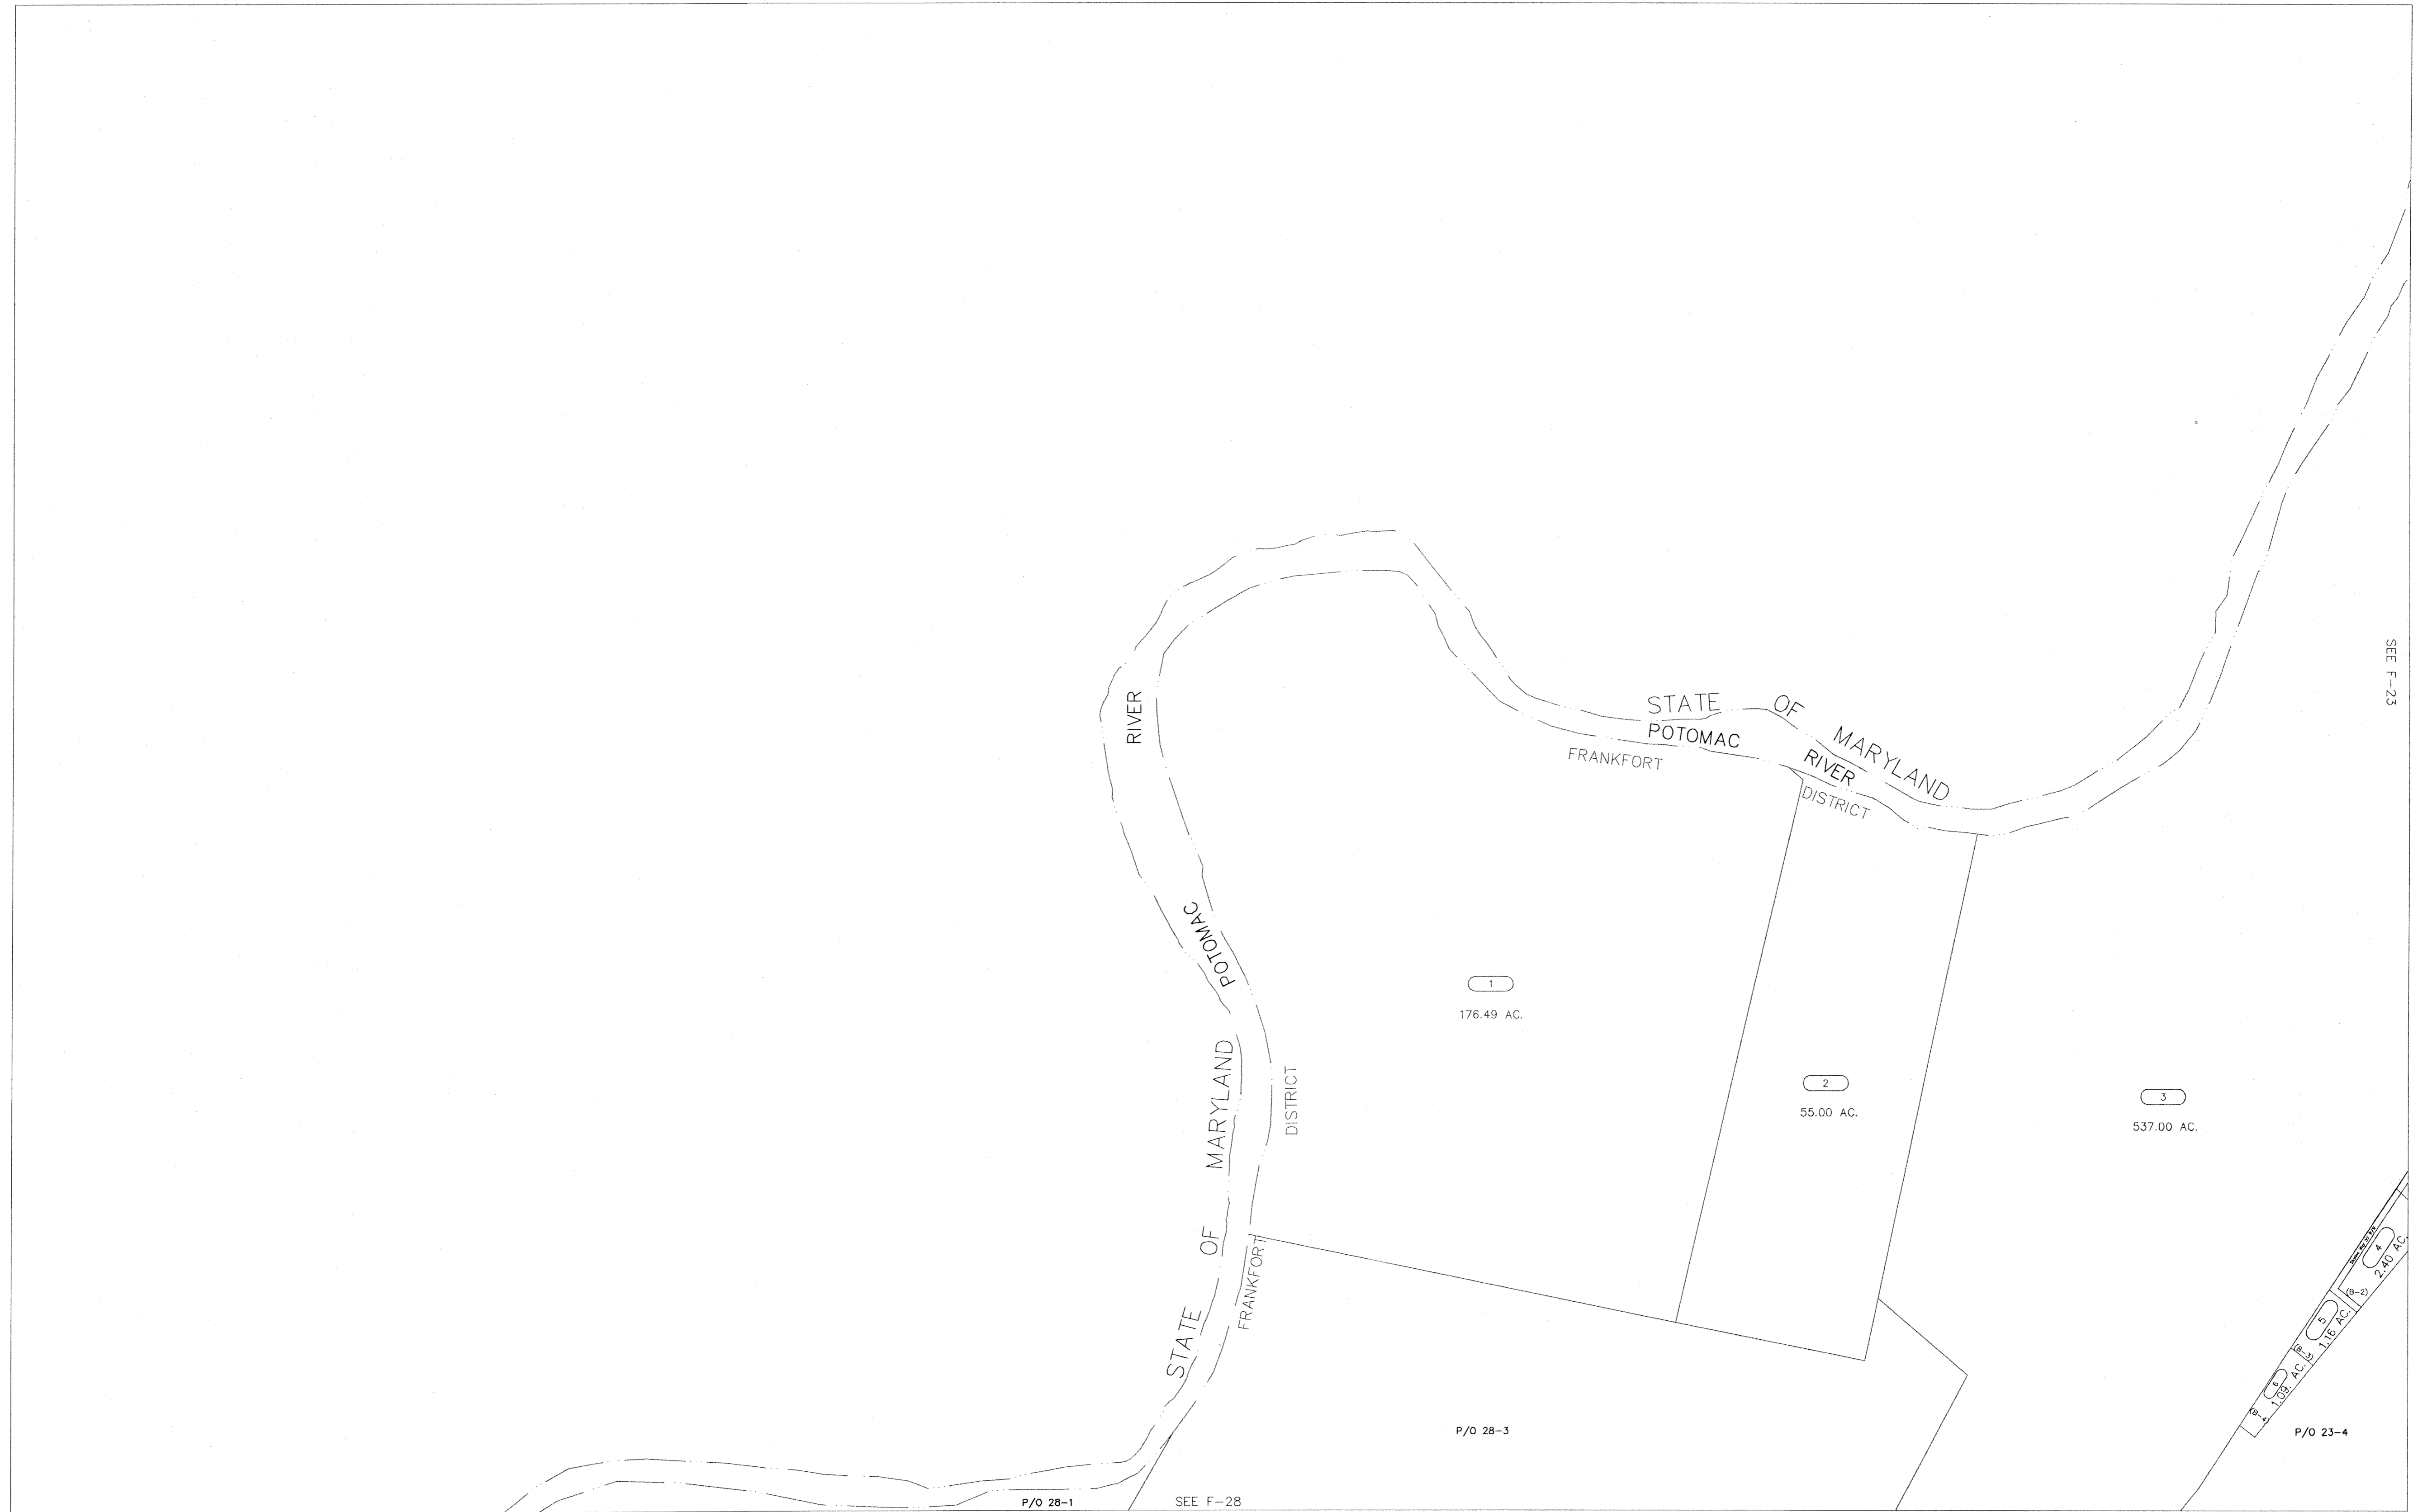 SEE F-23
RIVER
POTOMAC
STATE OF MARYLAND
POTOMAC RIVER
FRANKFORT DISTRICT
1
176.49 AC.
STATE OF MARYLAND
FRANKFORT DISTRICT
2
55.00 AC.
3
537.00 AC.
4
2.40 AC.
(B-2)
5
1.16 AC.
(B-3)
6
1.09. AC.
(B-4)
P/O 28-3
P/O 23-4
P/O 28-1
SEE F-28